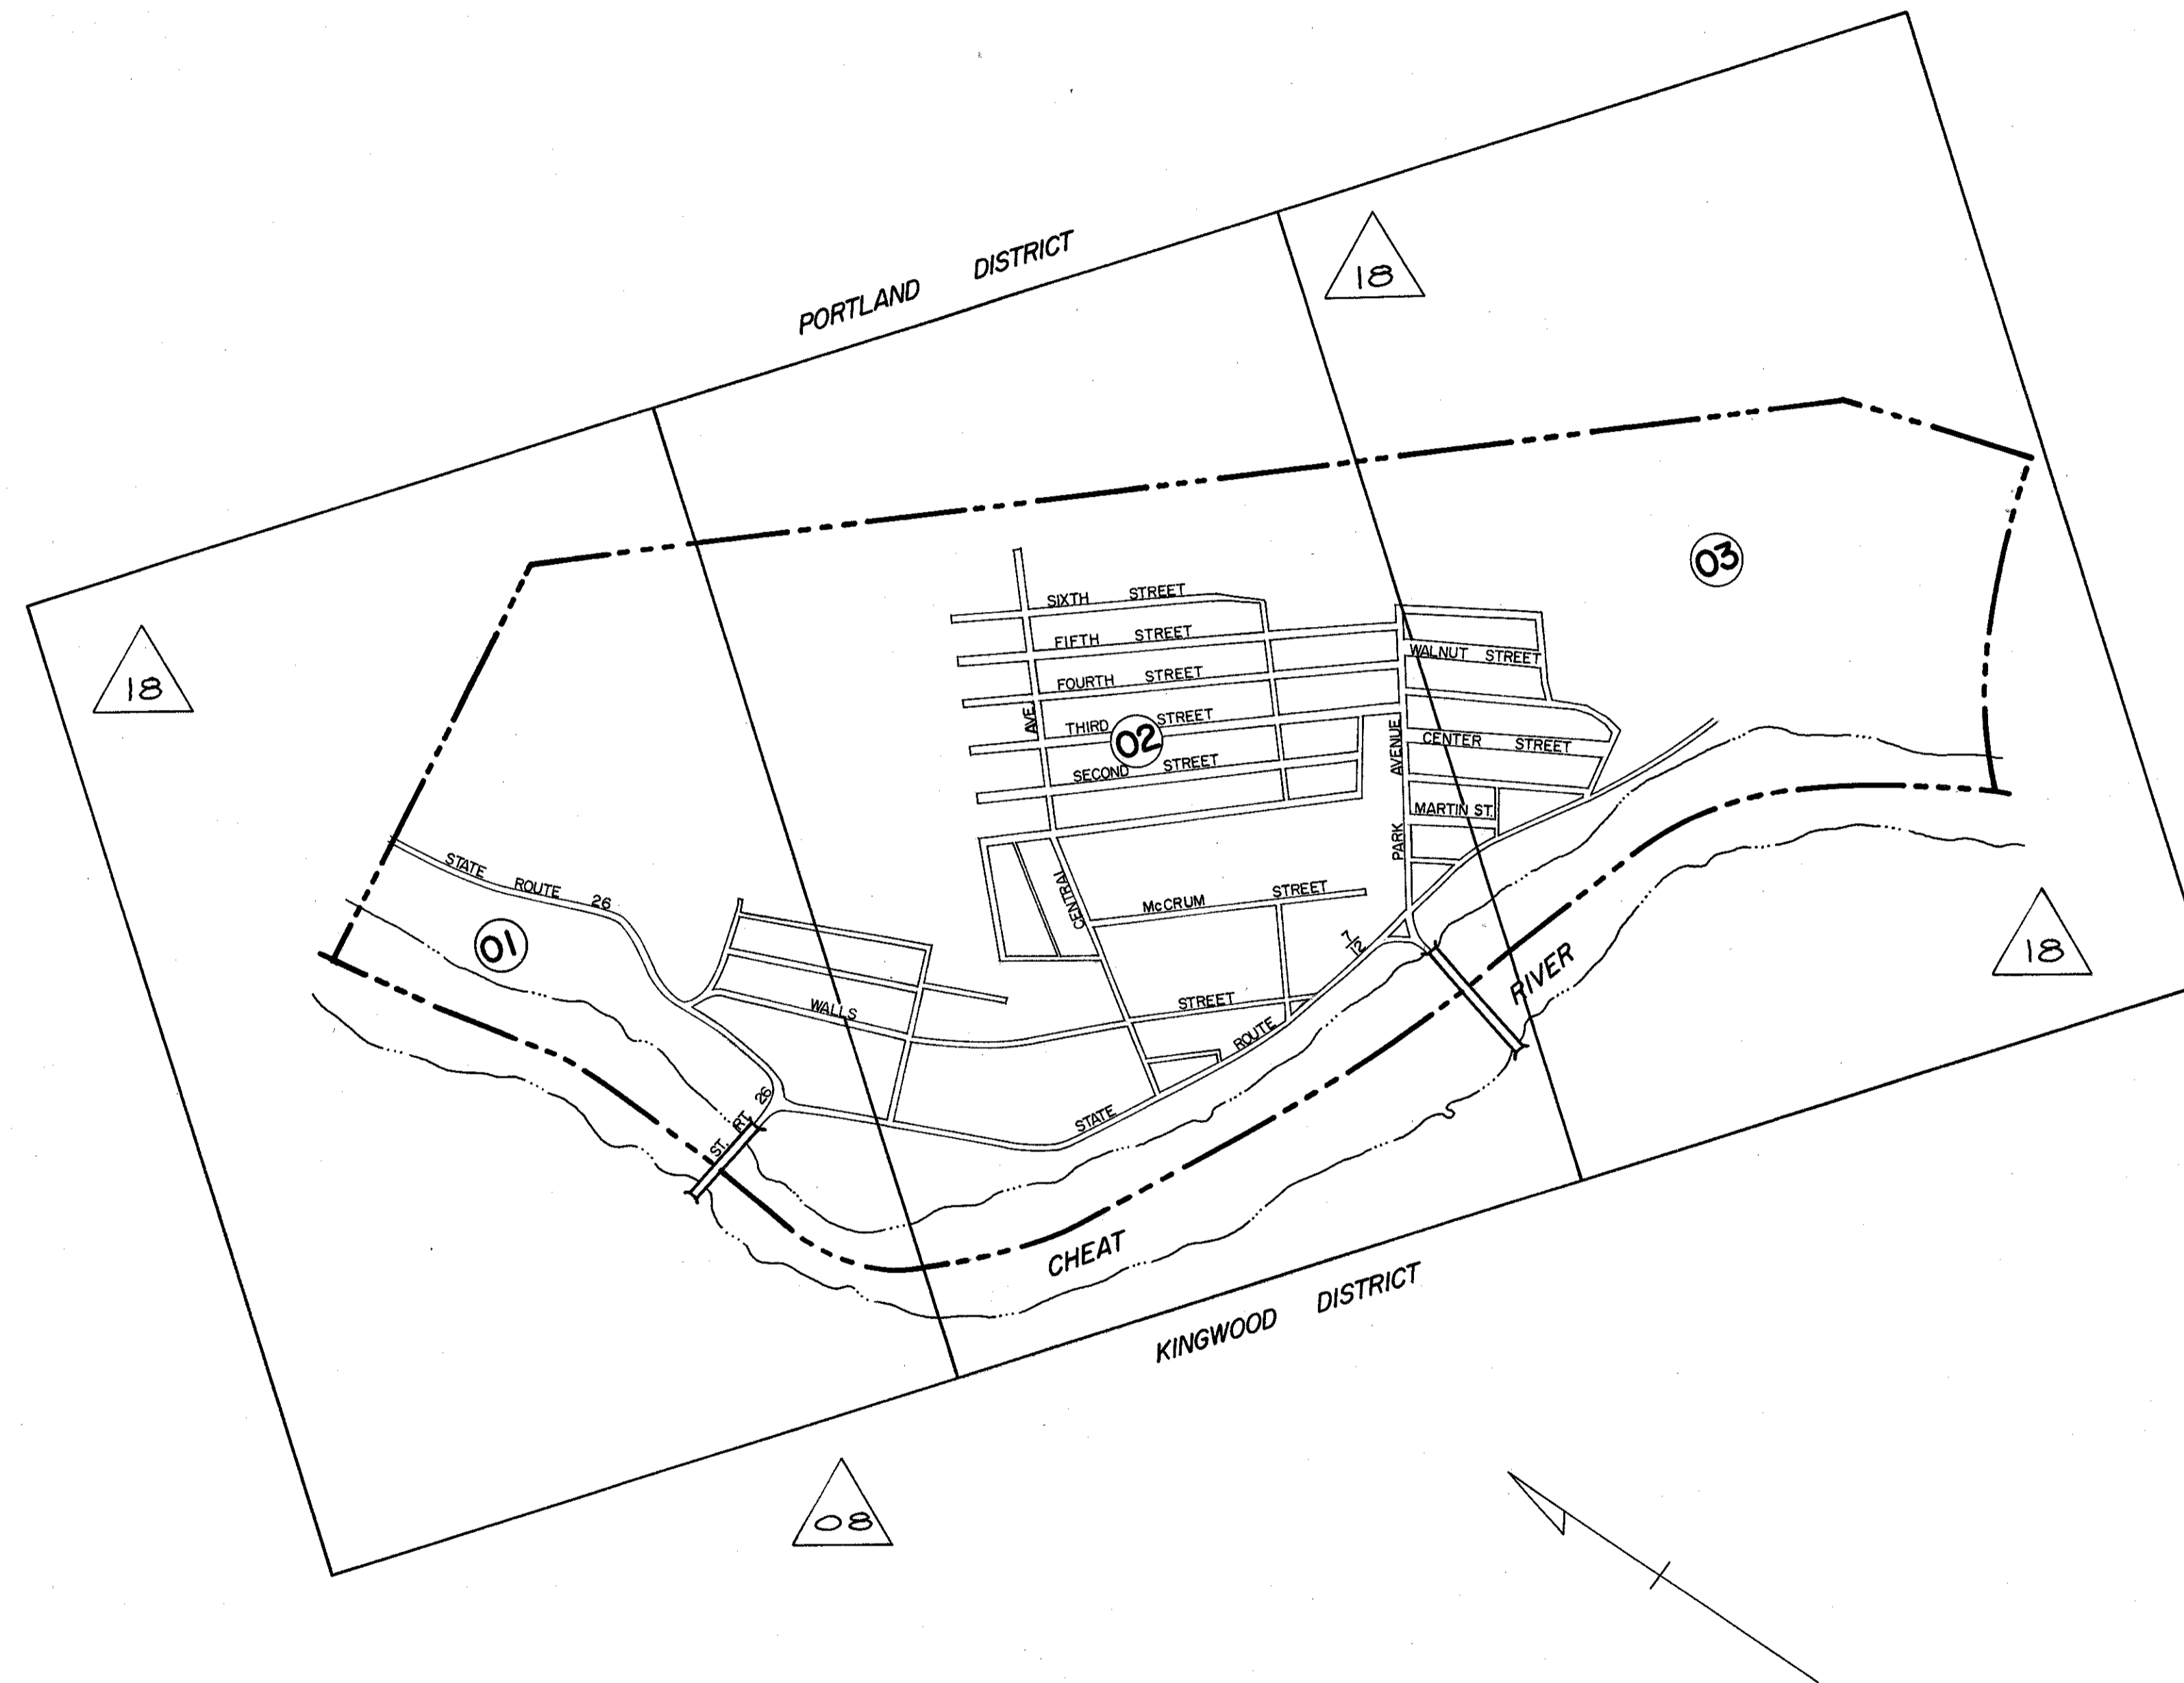 PORTLAND DISTRICT
18
18
03
SIXTH STREET
FIFTH STREET
WALNUT STREET
FOURTH STREET
AVE.
THIRD STREET
02
AVENUE
CENTER STREET
SECOND STREET
MARTIN ST.
PARK
STATE ROUTE 26
CENTRAL
McCRUM STREET
01
7/12
18
WALLS STREET
RIVER
ROUTE
STATE
ST. RT. 26
CHEAT
KINGWOOD DISTRICT
08